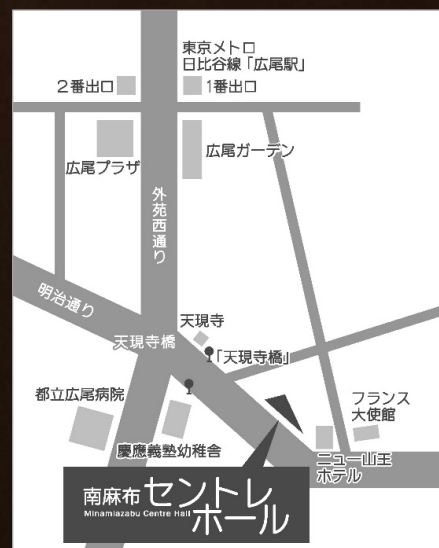 東京メトロ
日比谷線「広尾駅」
2番出口
1番出口
広尾プラザ
広尾ガーデン
外苑西通り
明治通り
天現寺橋
天現寺
「天現寺橋」
都立広尾病院
慶應義塾幼稚舎
フランス
大使館
ニュー山王
ホテル
南麻布 セントレ
Minamiazabu Centre Hall
ホール